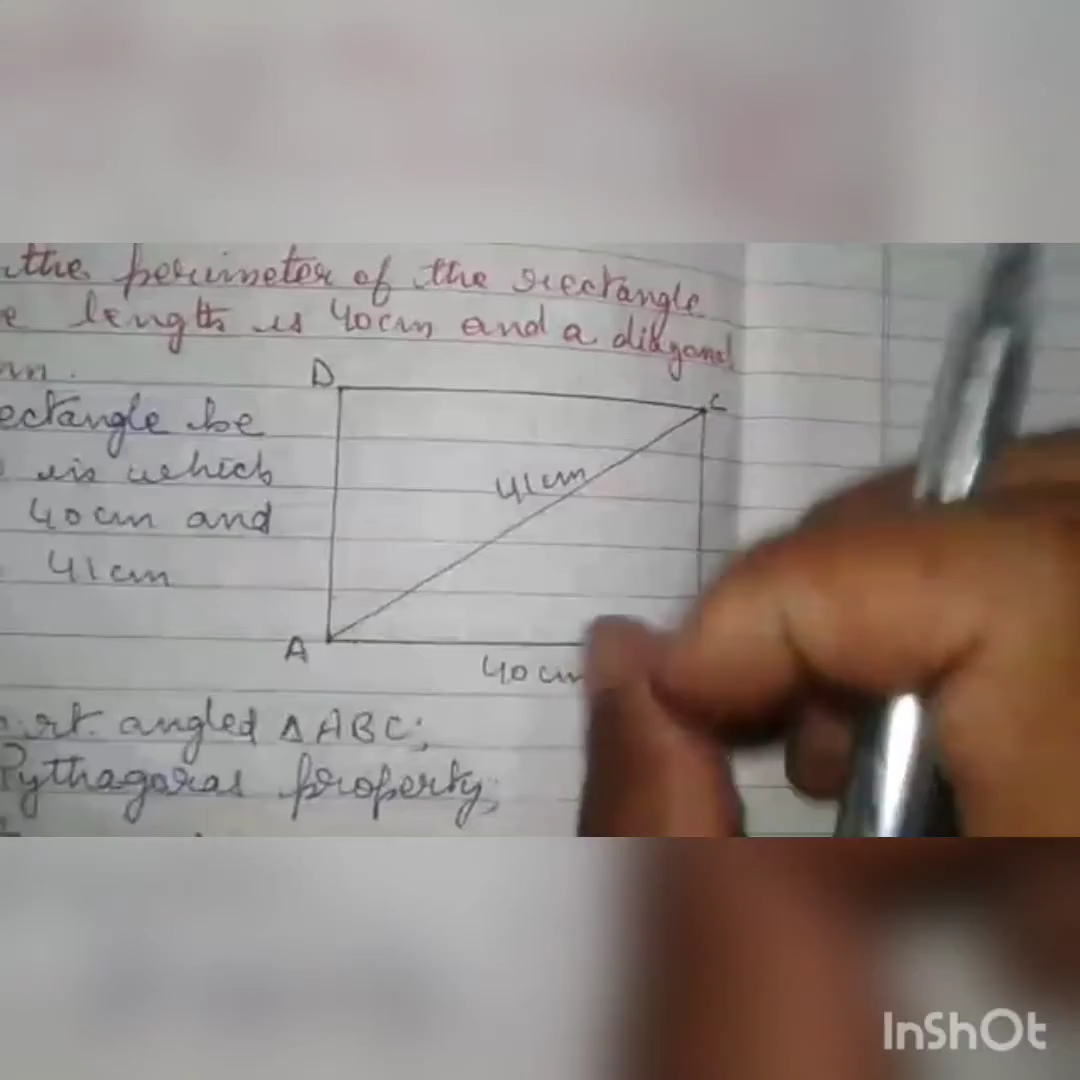 the perimeter of the rectangle
e length is 40cm and a diagonal
m.
D
C
ectangle be
is which
41cm
40cm and
41cm
A
40cm
rt. angled ΔABC;
Pythagoras property,
InShOt